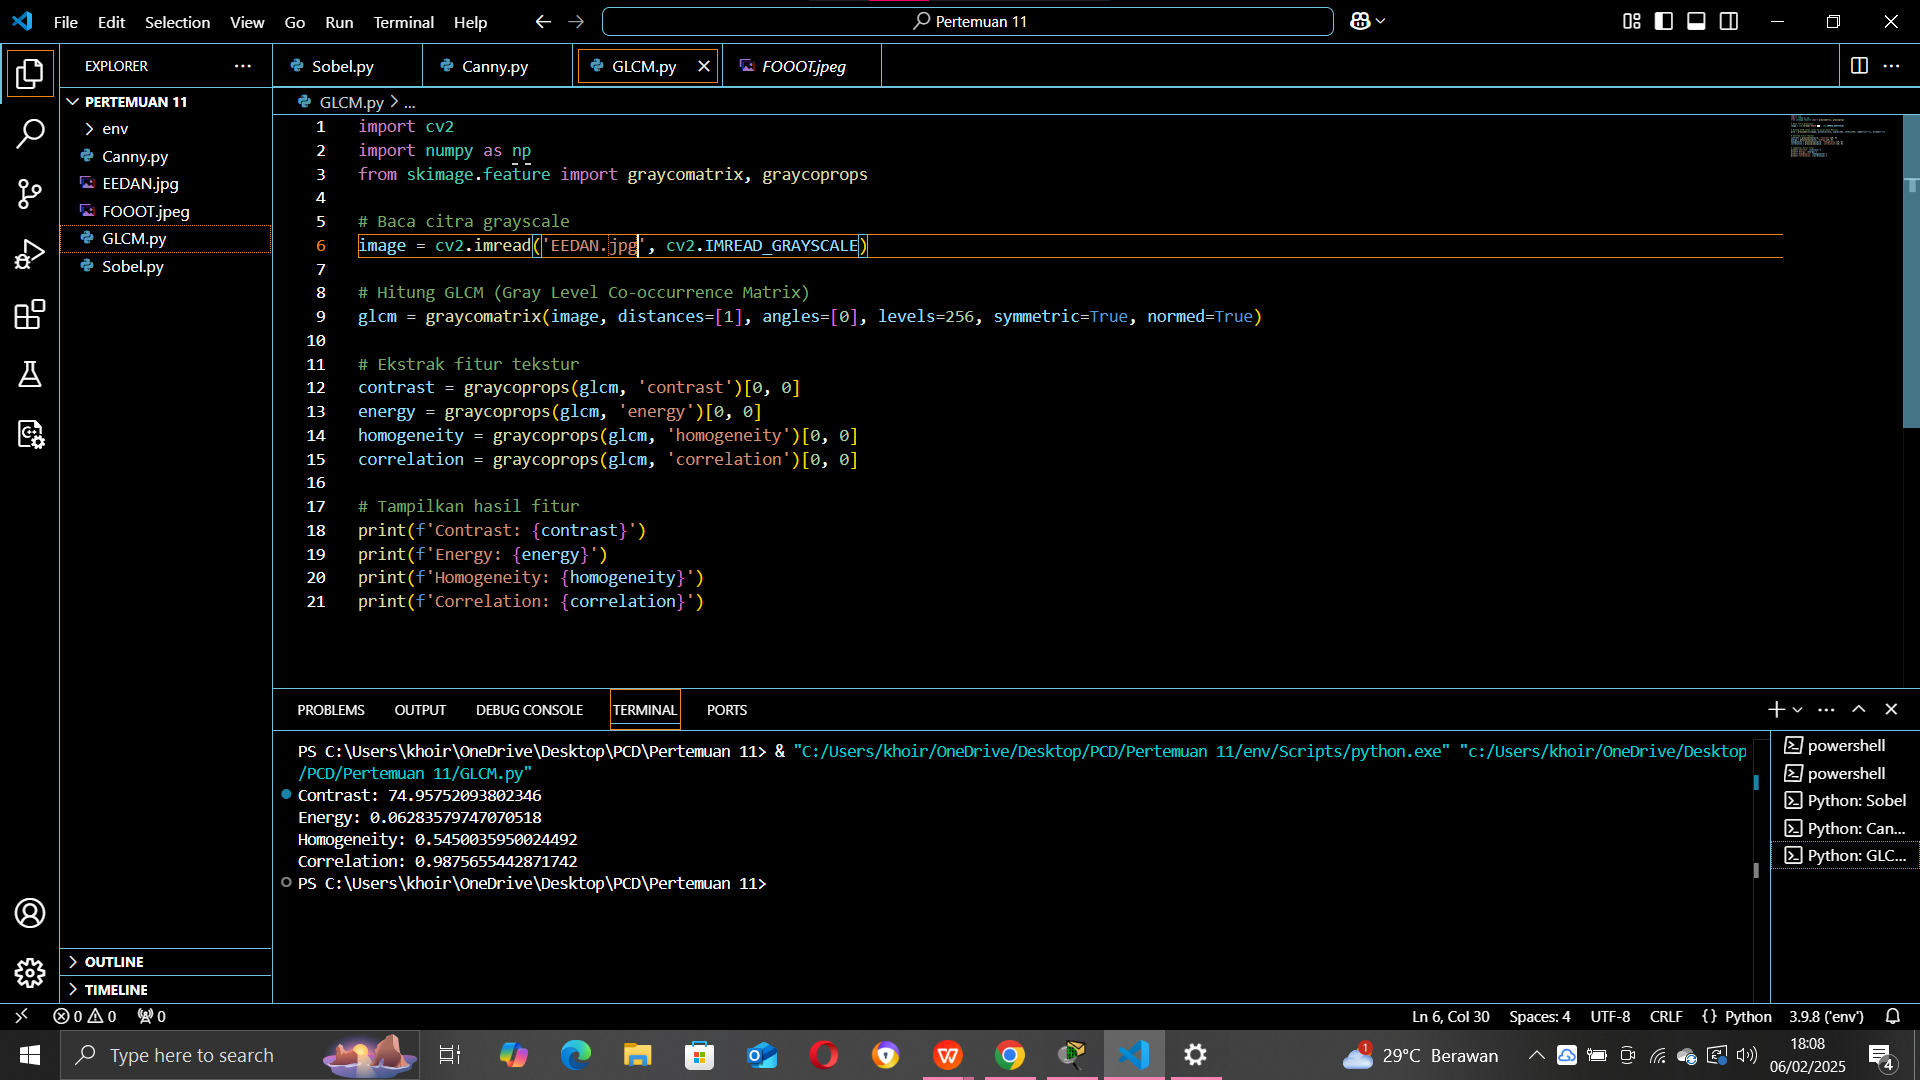 File Edit Selection View Go Run Terminal Help
Pertemuan 11
EXPLORER
Sobel.py
Canny.py
GLCM.py
FOOOT.jpeg
PERTEMUAN 11
env
Canny.py
EEDAN.jpg
FOOOT.jpeg
GLCM.py
Sobel.py
OUTLINE
TIMELINE
GLCM.py > ...
1 import cv2
2 import numpy as np
3 from skimage.feature import graycomatrix, graycoprops
4
5 # Baca citra grayscale
6 image = cv2.imread('EEDAN.jpg', cv2.IMREAD_GRAYSCALE)
7
8 # Hitung GLCM (Gray Level Co-occurrence Matrix)
9 glcm = graycomatrix(image, distances=[1], angles=[0], levels=256, symmetric=True, normed=True)
10
11 # Ekstrak fitur tekstur
12 contrast = graycoprops(glcm, 'contrast')[0, 0]
13 energy = graycoprops(glcm, 'energy')[0, 0]
14 homogeneity = graycoprops(glcm, 'homogeneity')[0, 0]
15 correlation = graycoprops(glcm, 'correlation')[0, 0]
16
17 # Tampilkan hasil fitur
18 print(f'Contrast: {contrast}')
19 print(f'Energy: {energy}')
20 print(f'Homogeneity: {homogeneity}')
21 print(f'Correlation: {correlation}')
PROBLEMS OUTPUT DEBUG CONSOLE TERMINAL PORTS
PS C:\Users\khoir\OneDrive\Desktop\PCD\Pertemuan 11> & "C:/Users/khoir/OneDrive/Desktop/PCD/Pertemuan 11/env/Scripts/python.exe" "c:/Users/khoir/OneDrive/Desktop
/PCD/Pertemuan 11/GLCM.py"
Contrast: 74.95752093802346
Energy: 0.06283579747070518
Homogeneity: 0.5450035950024492
Correlation: 0.9875655442871742
PS C:\Users\khoir\OneDrive\Desktop\PCD\Pertemuan 11>
powershell
powershell
Python: Sobel
Python: Can...
Python: GLC...
0 0 0
Ln 6, Col 30 Spaces: 4 UTF-8 CRLF {} Python 3.9.8 ('env')
Type here to search
1
29°C Berawan
18:08
06/02/2025
4